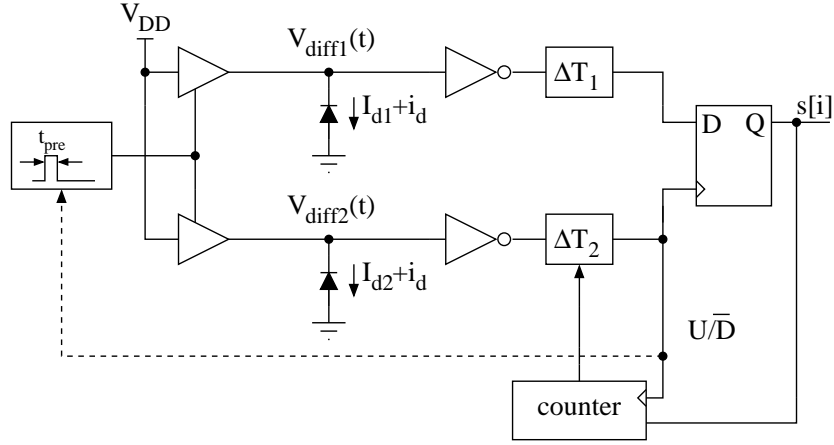 V_DD
V_diff1(t)
I_d1+i_d
ΔT_1
s[i]
D Q
t_pre
V_diff2(t)
I_d2+i_d
ΔT_2
U/D̅
counter